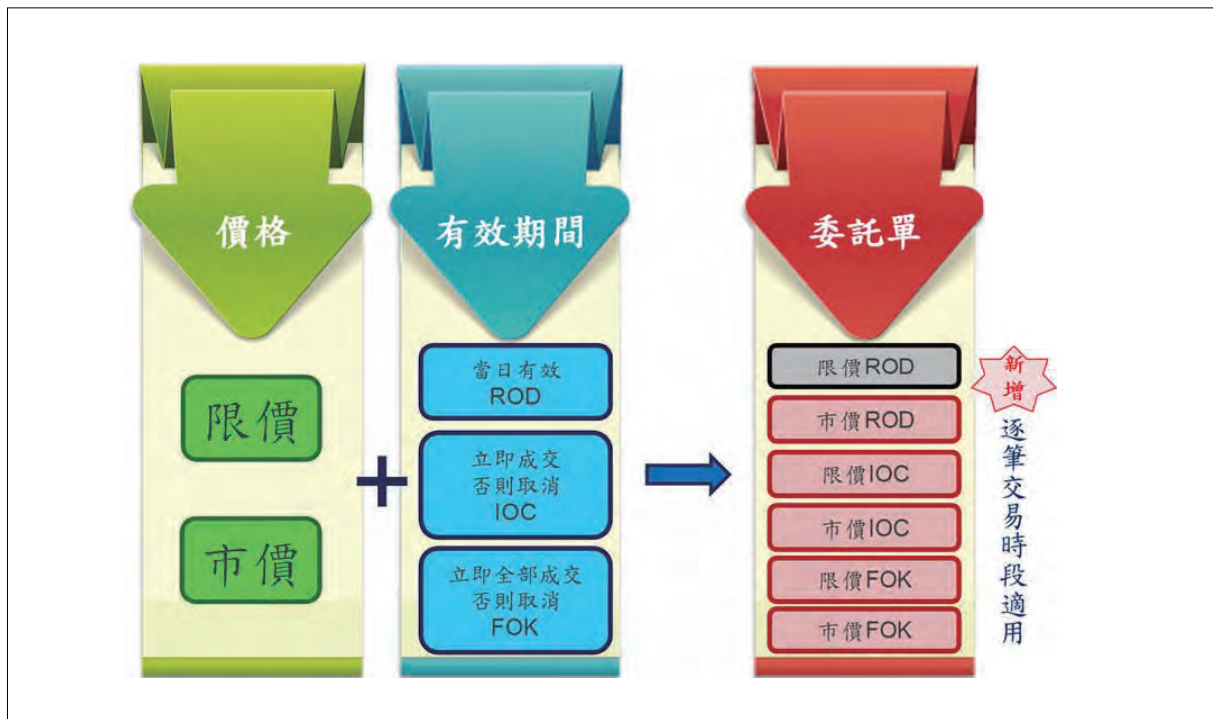 價格
限價
市價
有效期間
當日有效
ROD
立即成交
否則取消
IOC
立即全部成交
否則取消
FOK
委託單
限價ROD
市價ROD
限價IOC
市價IOC
限價FOK
市價FOK
新增
逐筆交易時段適用